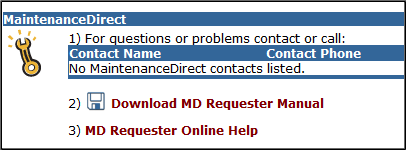 MaintenanceDirect
1) For questions or problems contact or call:
Contact Name Contact Phone
No MaintenanceDirect contacts listed.
2) Download MD Requester Manual
3) MD Requester Online Help